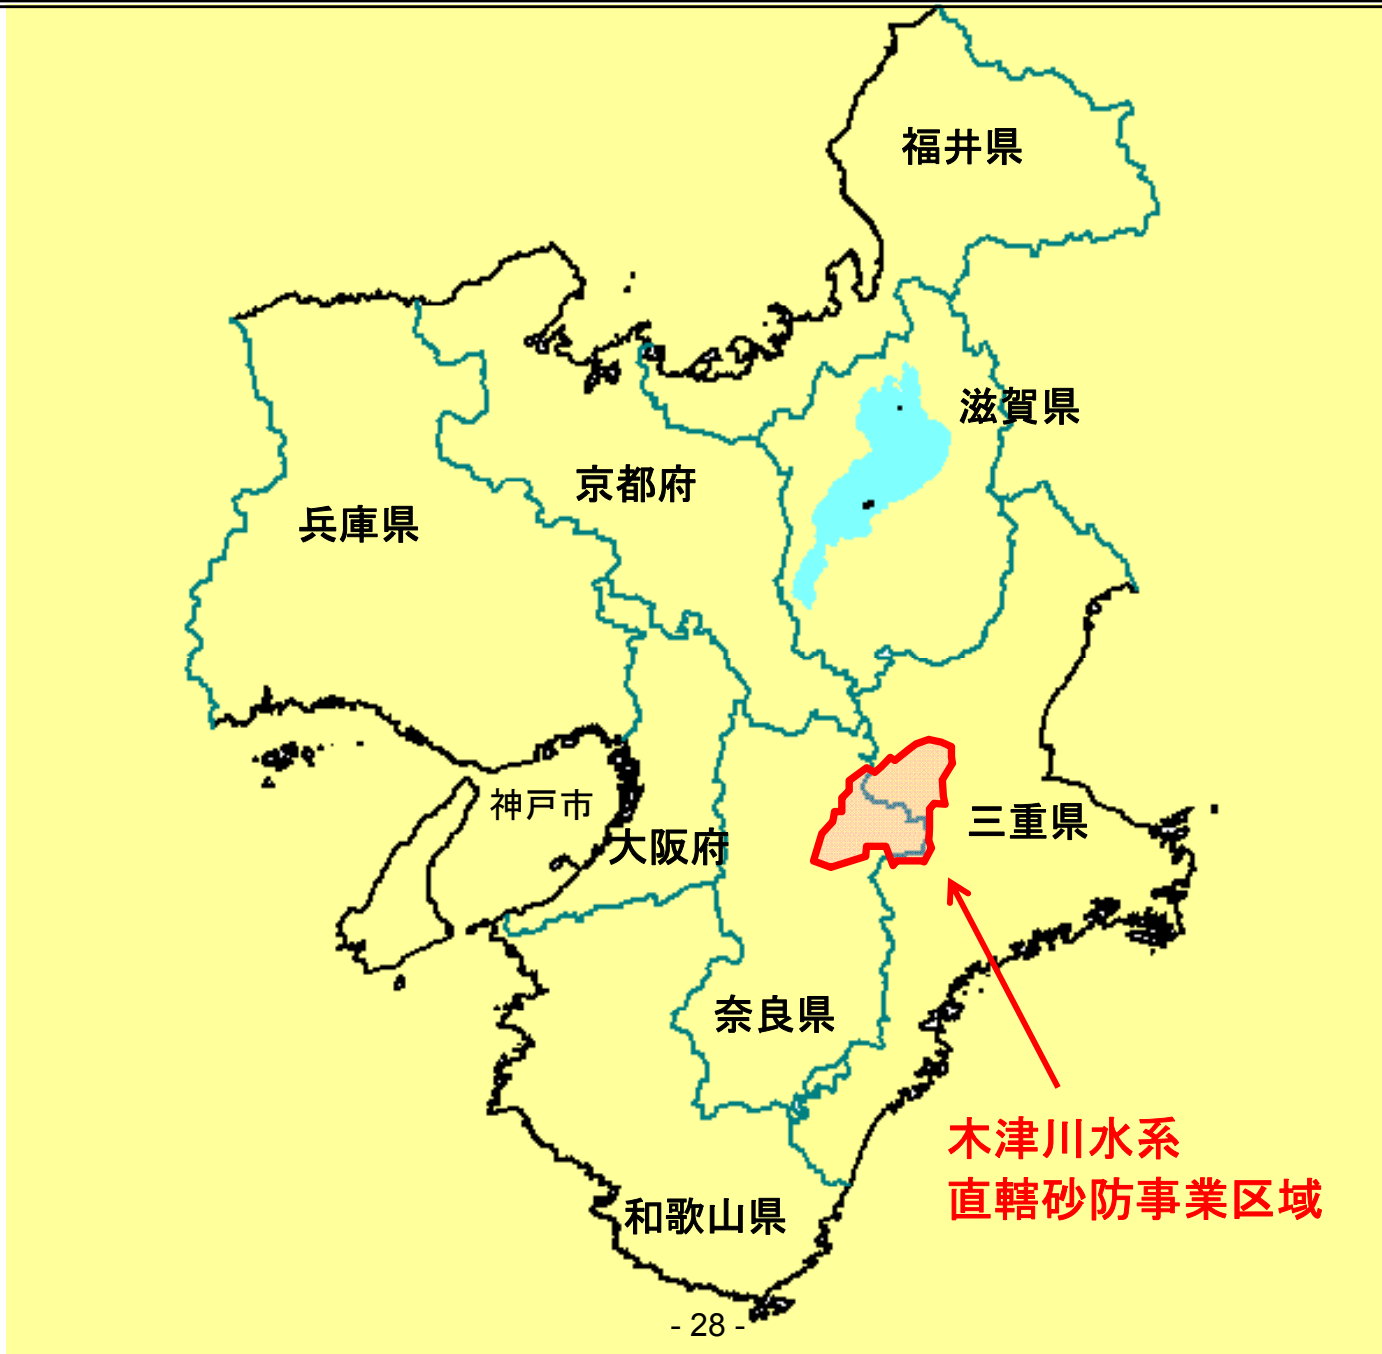 福井県
滋賀県
京都府
兵庫県
神戸市
三重県
大阪府
奈良県
木津川水系
直轄砂防事業区域
和歌山県
- 28 -